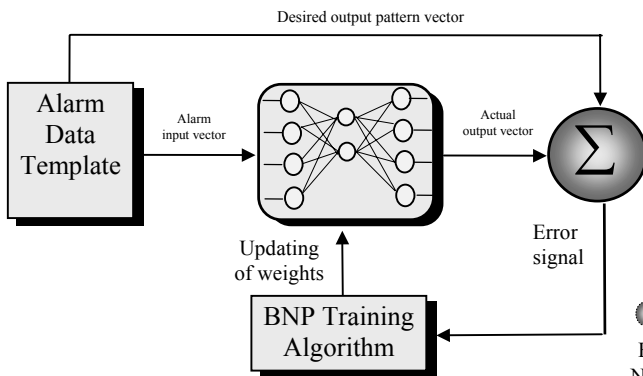 Desired output pattern vector
Alarm
Data
Template
Alarm
input vector
Actual
output vector
Σ
Updating
of weights
Error
signal
BNP Training
Algorithm